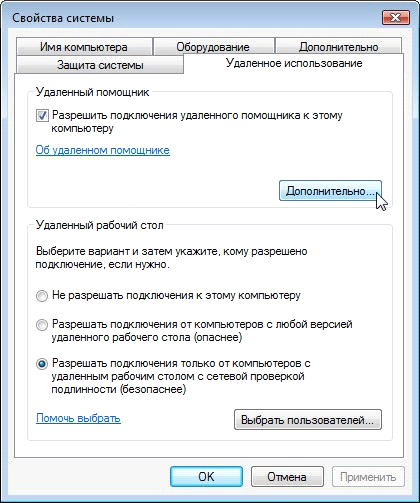 Свойства системы
Имя компьютера Оборудование Дополнительно
Защита системы Удаленное использование
Удаленный помощник
Разрешить подключения удаленного помощника к этому
компьютеру
Об удаленном помощнике
Дополнительно...
Удаленный рабочий стол
Выберите вариант и затем укажите, кому разрешено
подключение, если нужно.
Не разрешать подключения к этому компьютеру
Разрешать подключения от компьютеров с любой версией
удаленного рабочего стола (опаснее)
Разрешать подключения только от компьютеров с
удаленным рабочим столом с сетевой проверкой
подлинности (безопаснее)
Помочь выбрать
Выбрать пользователей...
OK Отмена Применить